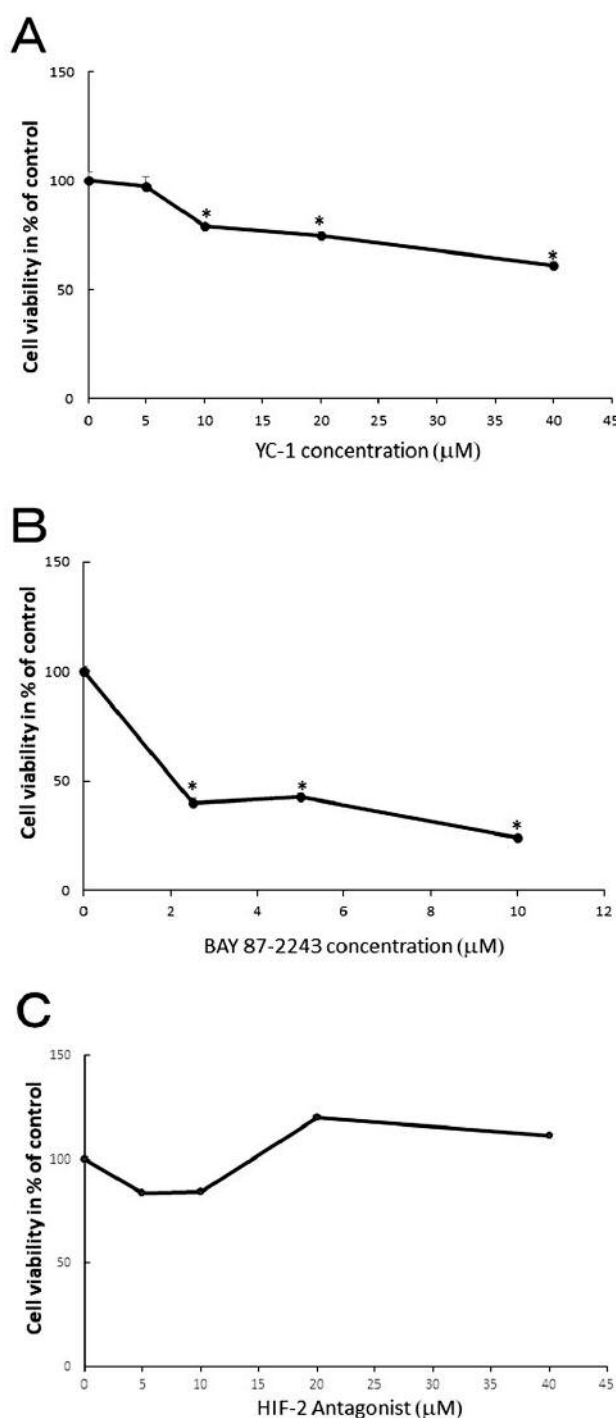 A
150
100
50
0
Cell viability in % of control
*
*
*
0 5 10 15 20 25 30 35 40 45
YC-1 concentration (μM)
B
150
100
50
0
Cell viability in % of control
*
*
*
0 2 4 6 8 10 12
BAY 87-2243 concentration (μM)
C
150
100
50
0
Cell viability in % of control
0 5 10 15 20 25 30 35 40 45
HIF-2 Antagonist (μM)